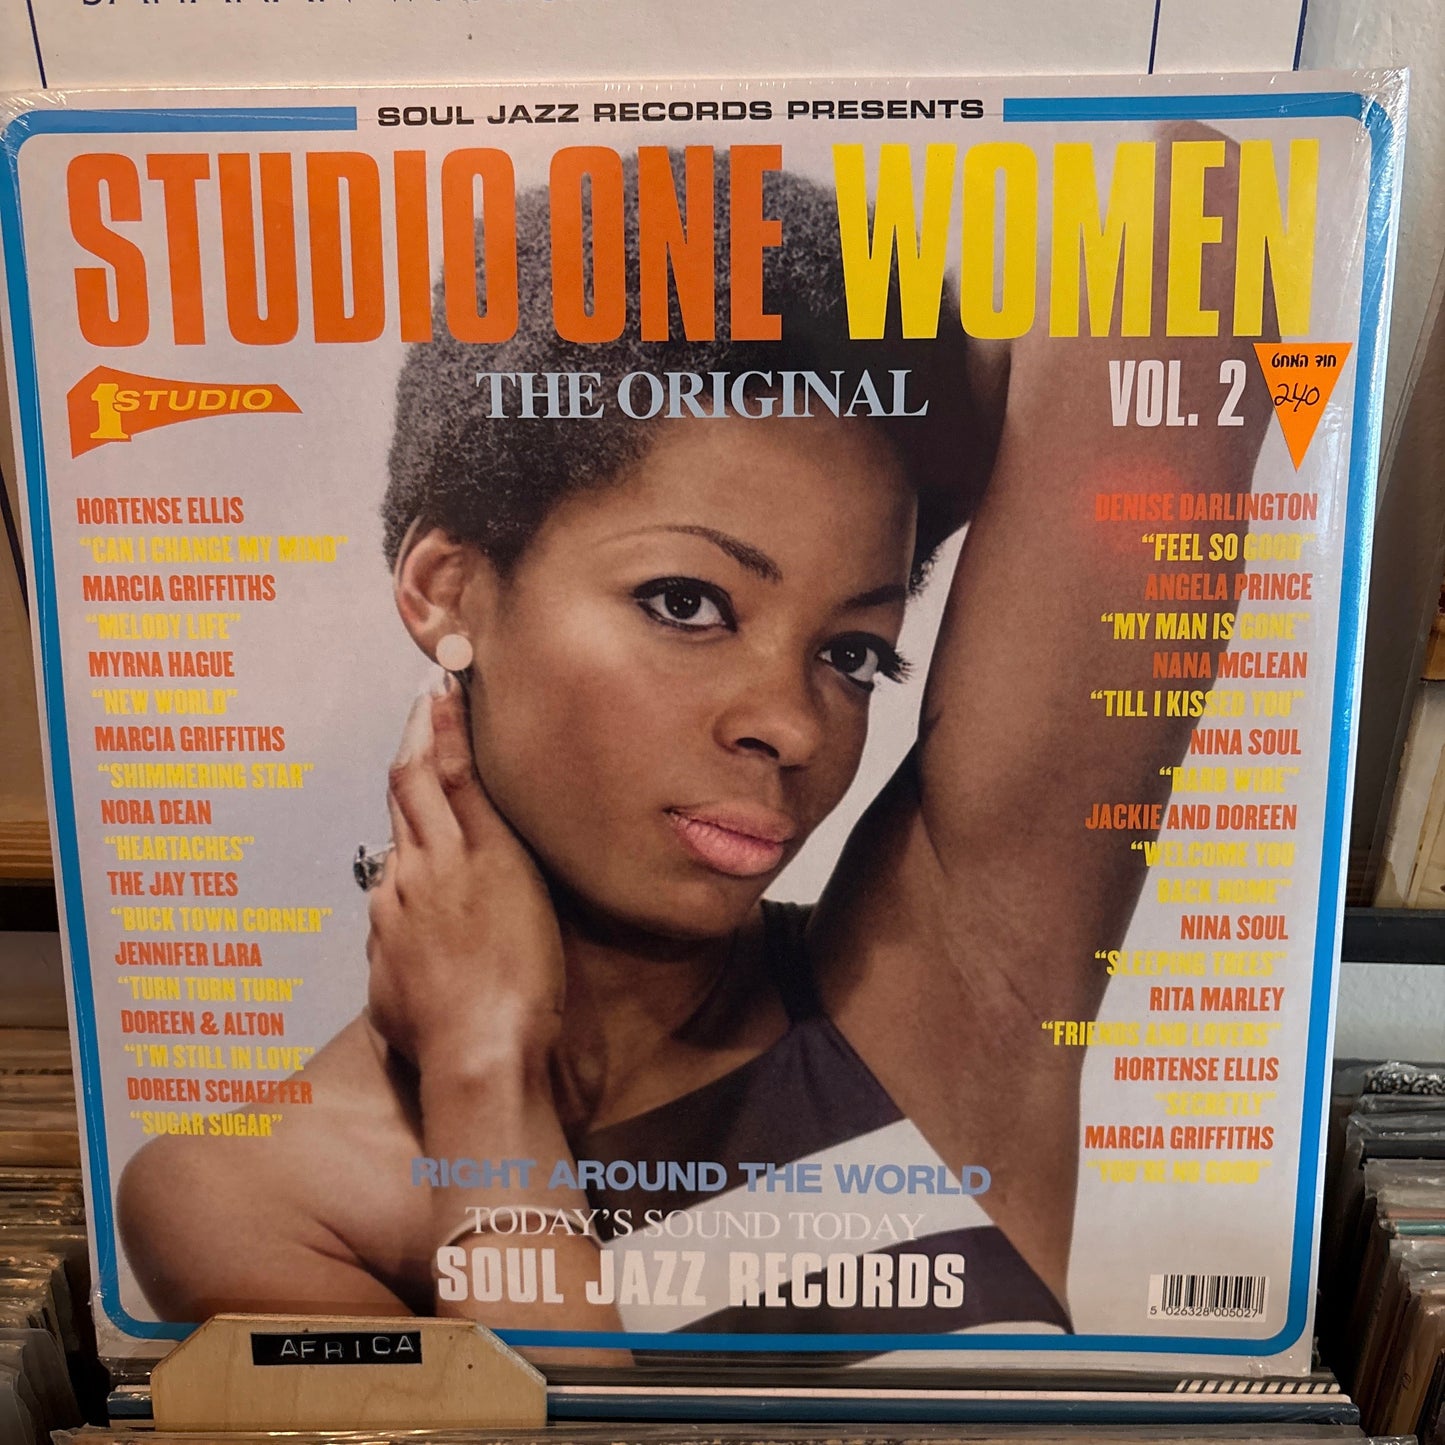 SOUL JAZZ RECORDS PRESENTS
STUDIO ONE WOMEN
THE ORIGINAL
VOL. 2
חוד המחט
240
1 STUDIO
HORTENSE ELLIS
“CAN I CHANGE MY MIND”
MARCIA GRIFFITHS
“MELODY LIFE”
MYRNA HAGUE
“NEW WORLD”
MARCIA GRIFFITHS
“SHIMMERING STAR”
NORA DEAN
“HEARTACHES”
THE JAY TEES
“BUCK TOWN CORNER”
JENNIFER LARA
“TURN TURN TURN”
DOREEN & ALTON
“I’M STILL IN LOVE”
DOREEN SCHAEFFER
“SUGAR SUGAR”
DENISE DARLINGTON
“FEEL SO GOOD”
ANGELA PRINCE
“MY MAN IS GONE”
NANA MCLEAN
“TILL I KISSED YOU”
NINA SOUL
“BARB WIRE”
JACKIE AND DOREEN
“WELCOME YOU
BACK HOME”
NINA SOUL
“SLEEPING TREES”
RITA MARLEY
“FRIENDS AND LOVERS”
HORTENSE ELLIS
“SECRETLY”
MARCIA GRIFFITHS
“YOU’RE NO GOOD”
RIGHT AROUND THE WORLD
TODAY’S SOUND TODAY
SOUL JAZZ RECORDS
5 026328 005027
AFRICA